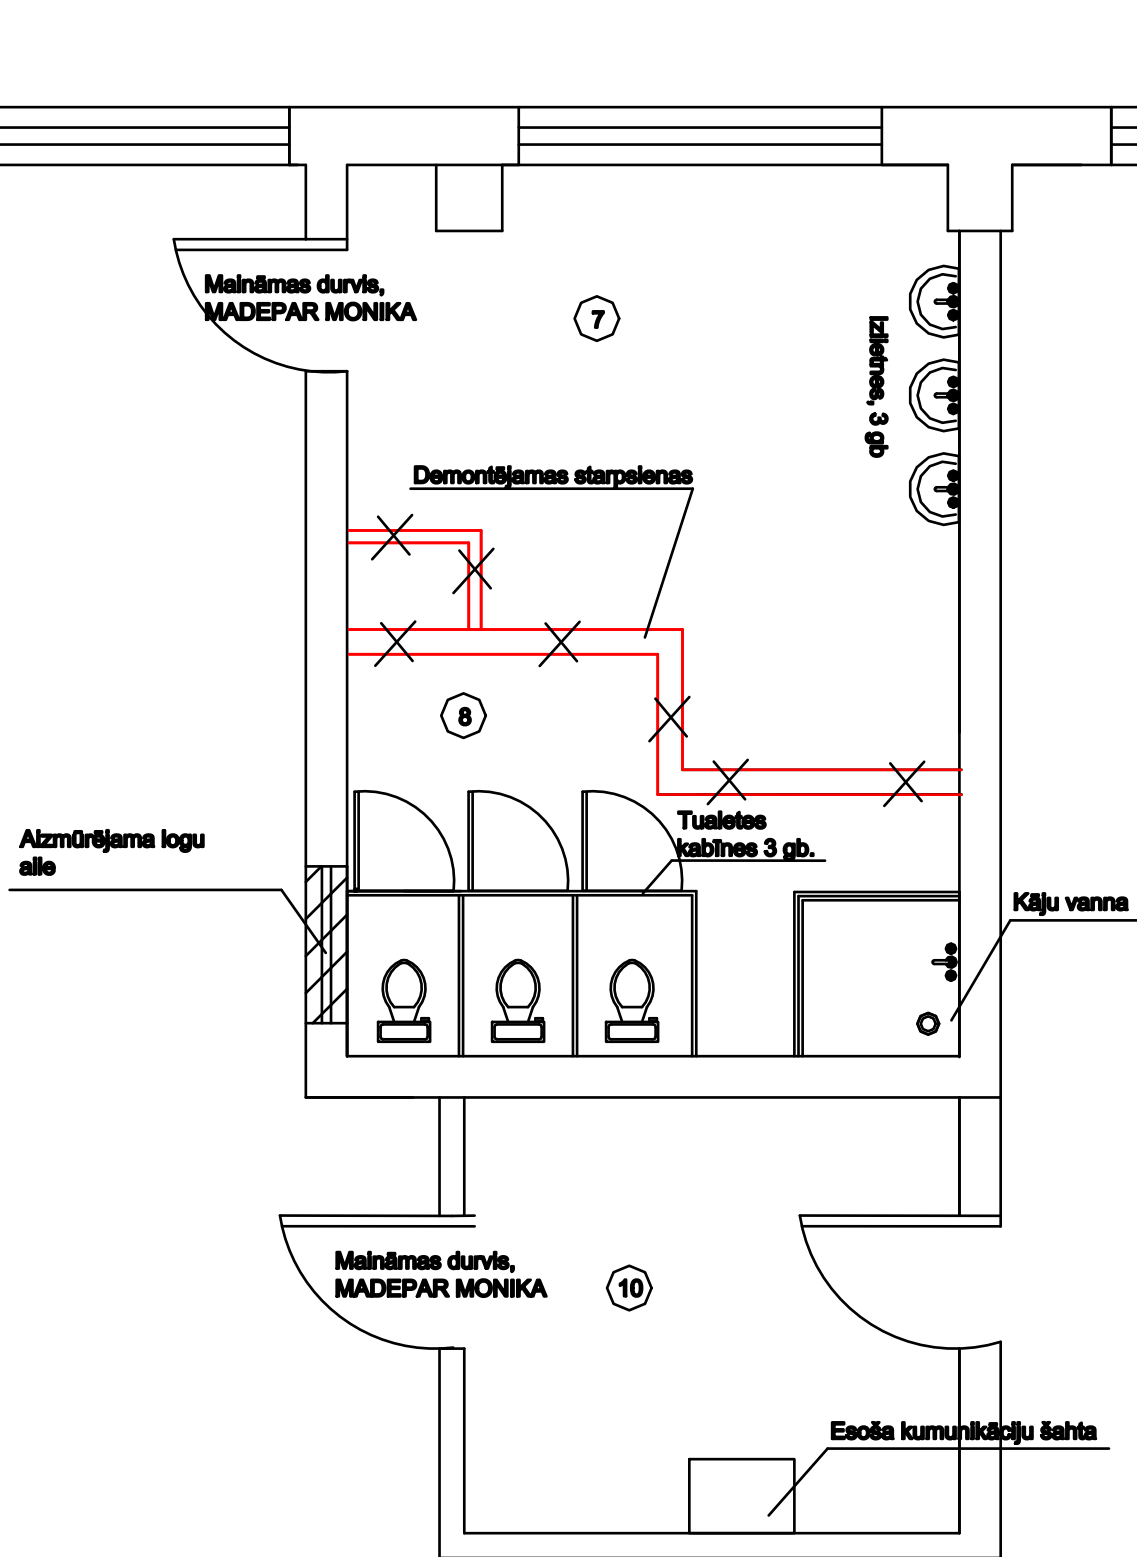 Maināmas durvis,
MADEPAR MONIKA
7
Izlietnes, 3 gb
Demontējamas starpsienas
8
Tualetes
kabīnes 3 gb.
Aizmūrējama logu
aile
Kāju vanna
Maināmas durvis,
MADEPAR MONIKA
10
Esoša kumunikāciju šahta